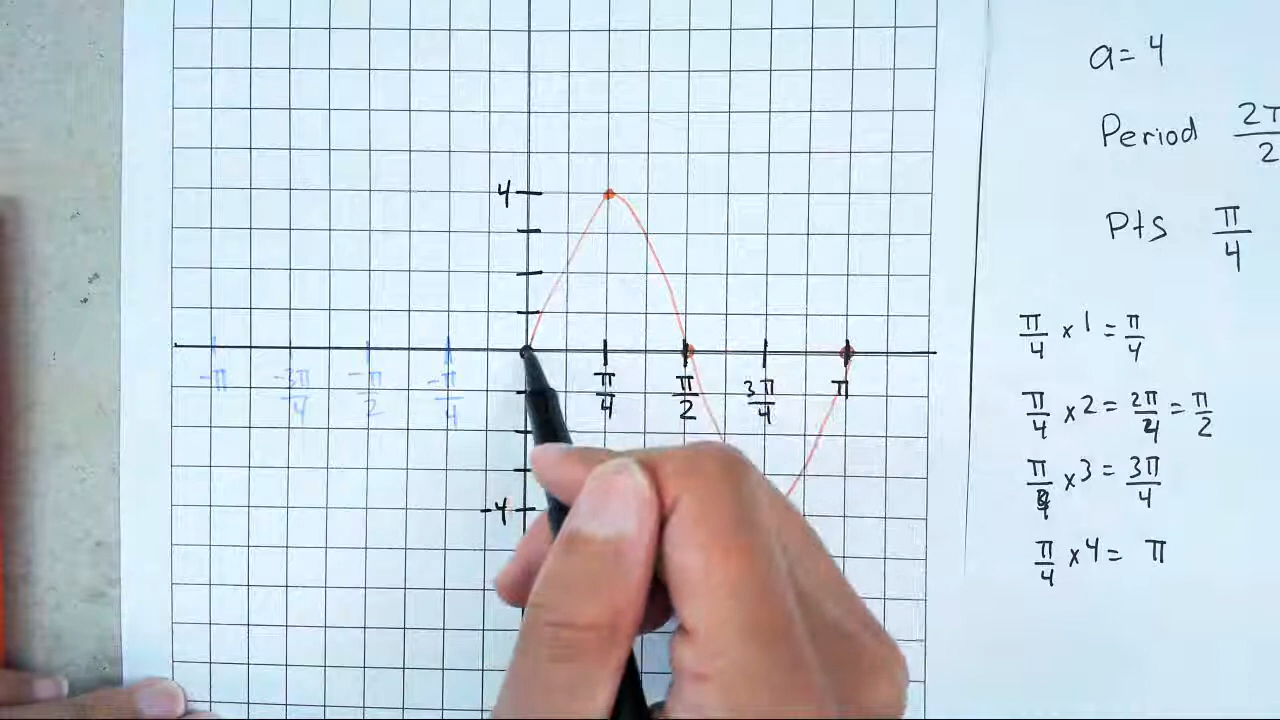 a = 4
Period 2π/2
Pts π/4
4
-π -3π/4 -π/2 -π/4 π/4 π/2 3π/4 π
-4
π/4 x 1 = π/4
π/4 x 2 = 2π/4 = π/2
π/4 x 3 = 3π/4
π/4 x 4 = π